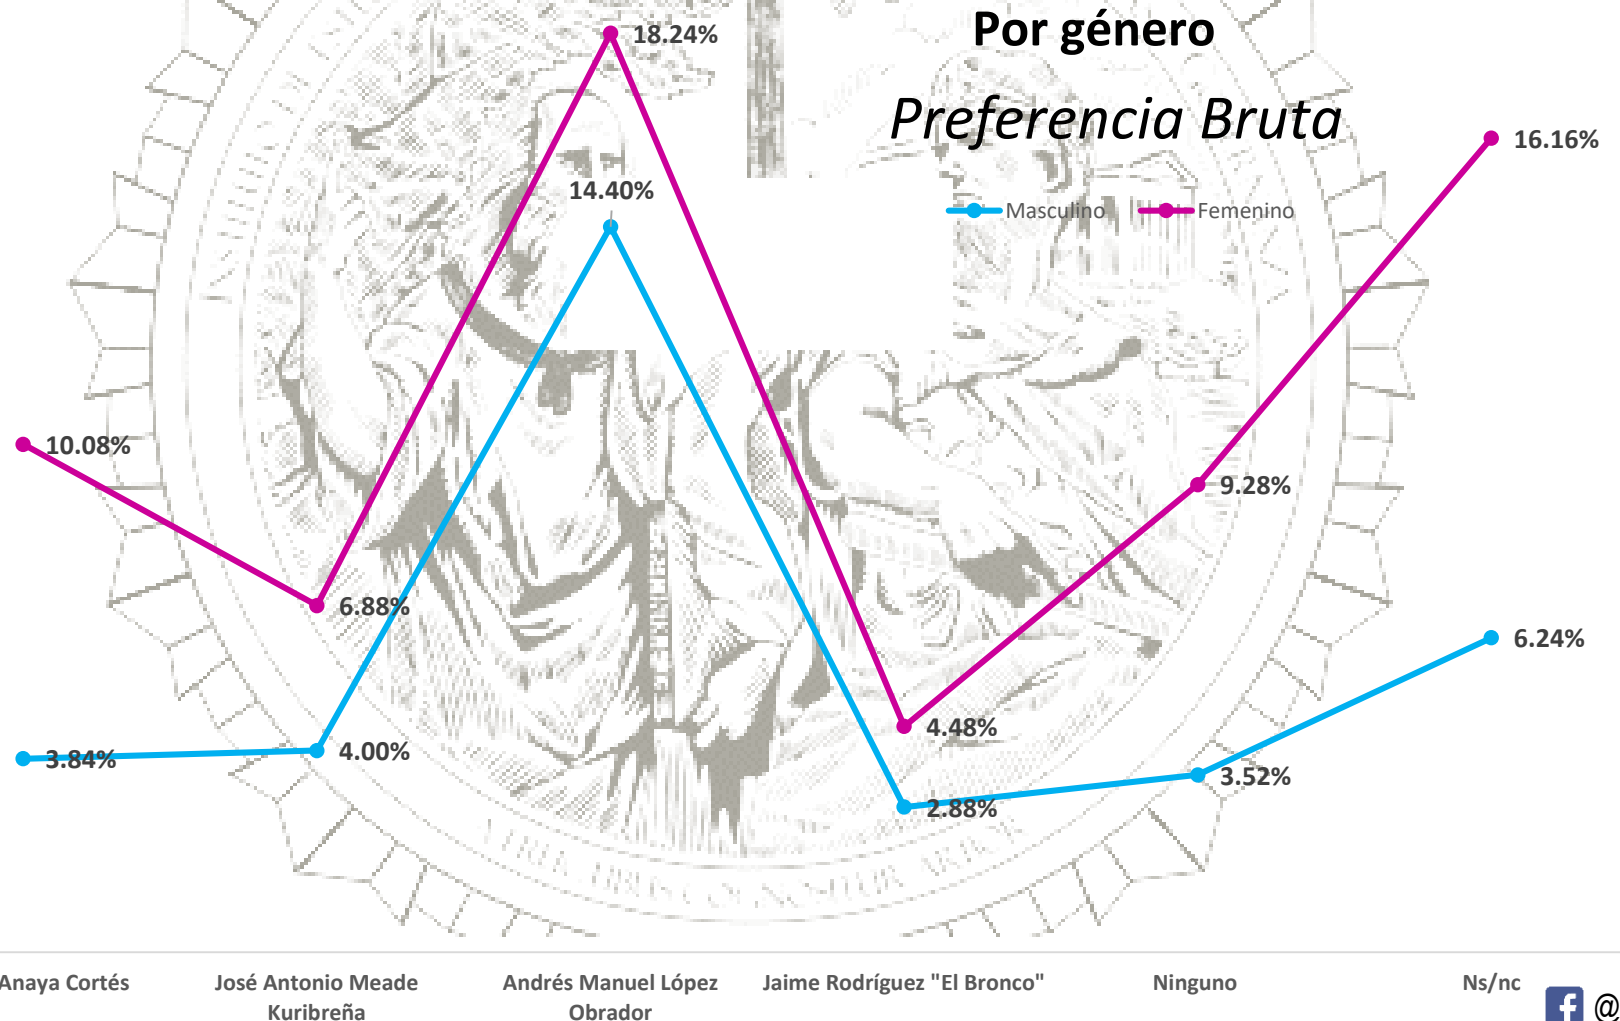 Por género
Preferencia Bruta
Masculino Femenino
18.24%
14.40%
16.16%
10.08%
9.28%
6.88%
6.24%
4.48%
4.00%
3.84%
3.52%
2.88%
Anaya Cortés
José Antonio Meade
Kuribreña
Andrés Manuel López
Obrador
Jaime Rodríguez "El Bronco"
Ninguno
Ns/nc
@